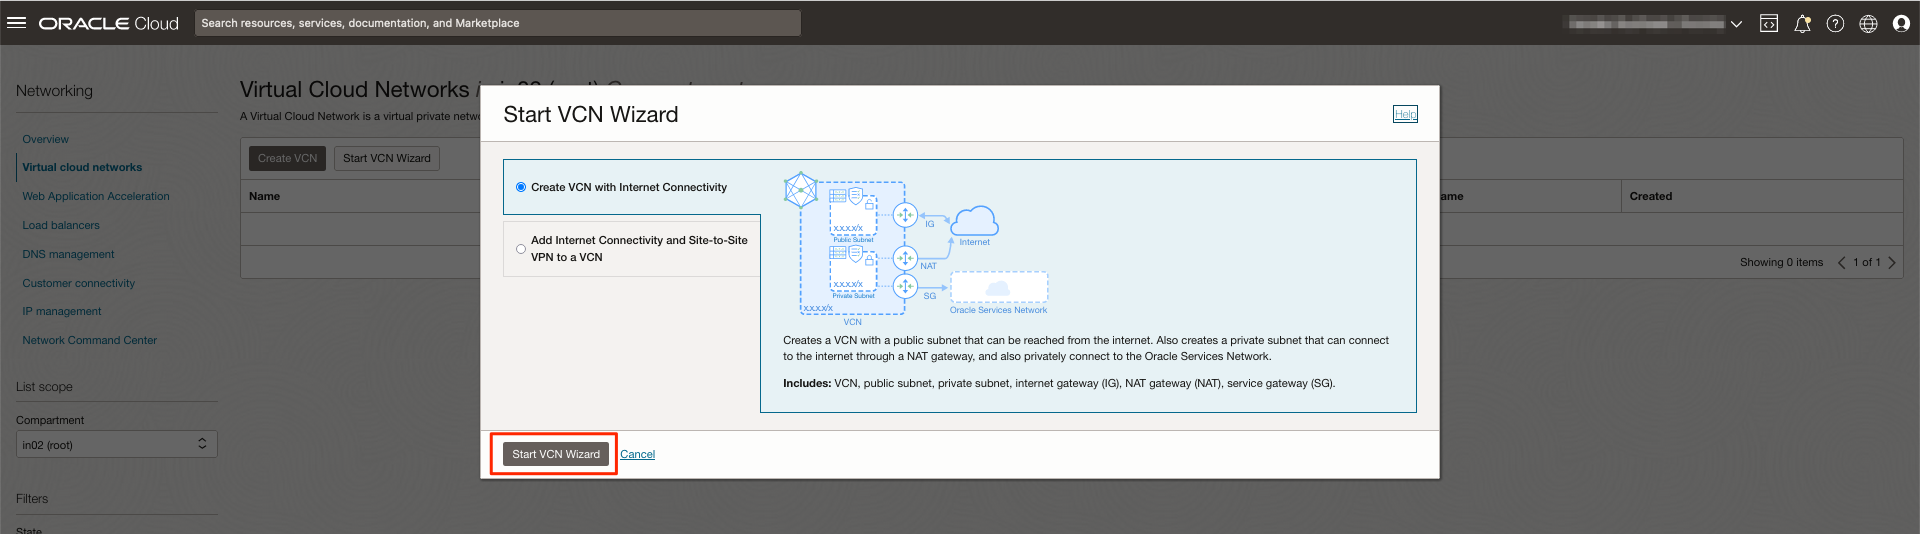 ORACLE Cloud
Search resources, services, documentation, and Marketplace
Networking
Overview
Virtual cloud networks
Web Application Acceleration
Load balancers
DNS management
Customer connectivity
IP management
Network Command Center
List scope
Compartment
in02 (root)
Filters
State
Virtual Cloud Networks
A Virtual Cloud Network is a virtual private
Create VCN
Start VCN Wizard
Name
Created
Showing 0 items
1 of 1
Start VCN Wizard
Help
Create VCN with Internet Connectivity
Add Internet Connectivity and Site-to-Site
VPN to a VCN
x.x.x.x/x
Public Subnet
IG
Internet
NAT
x.x.x.x/x
Private Subnet
SG
x.x.x.x/x
Oracle Services Network
VCN
Creates a VCN with a public subnet that can be reached from the internet. Also creates a private subnet that can connect
to the internet through a NAT gateway, and also privately connect to the Oracle Services Network.
Includes: VCN, public subnet, private subnet, internet gateway (IG), NAT gateway (NAT), service gateway (SG).
Start VCN Wizard
Cancel